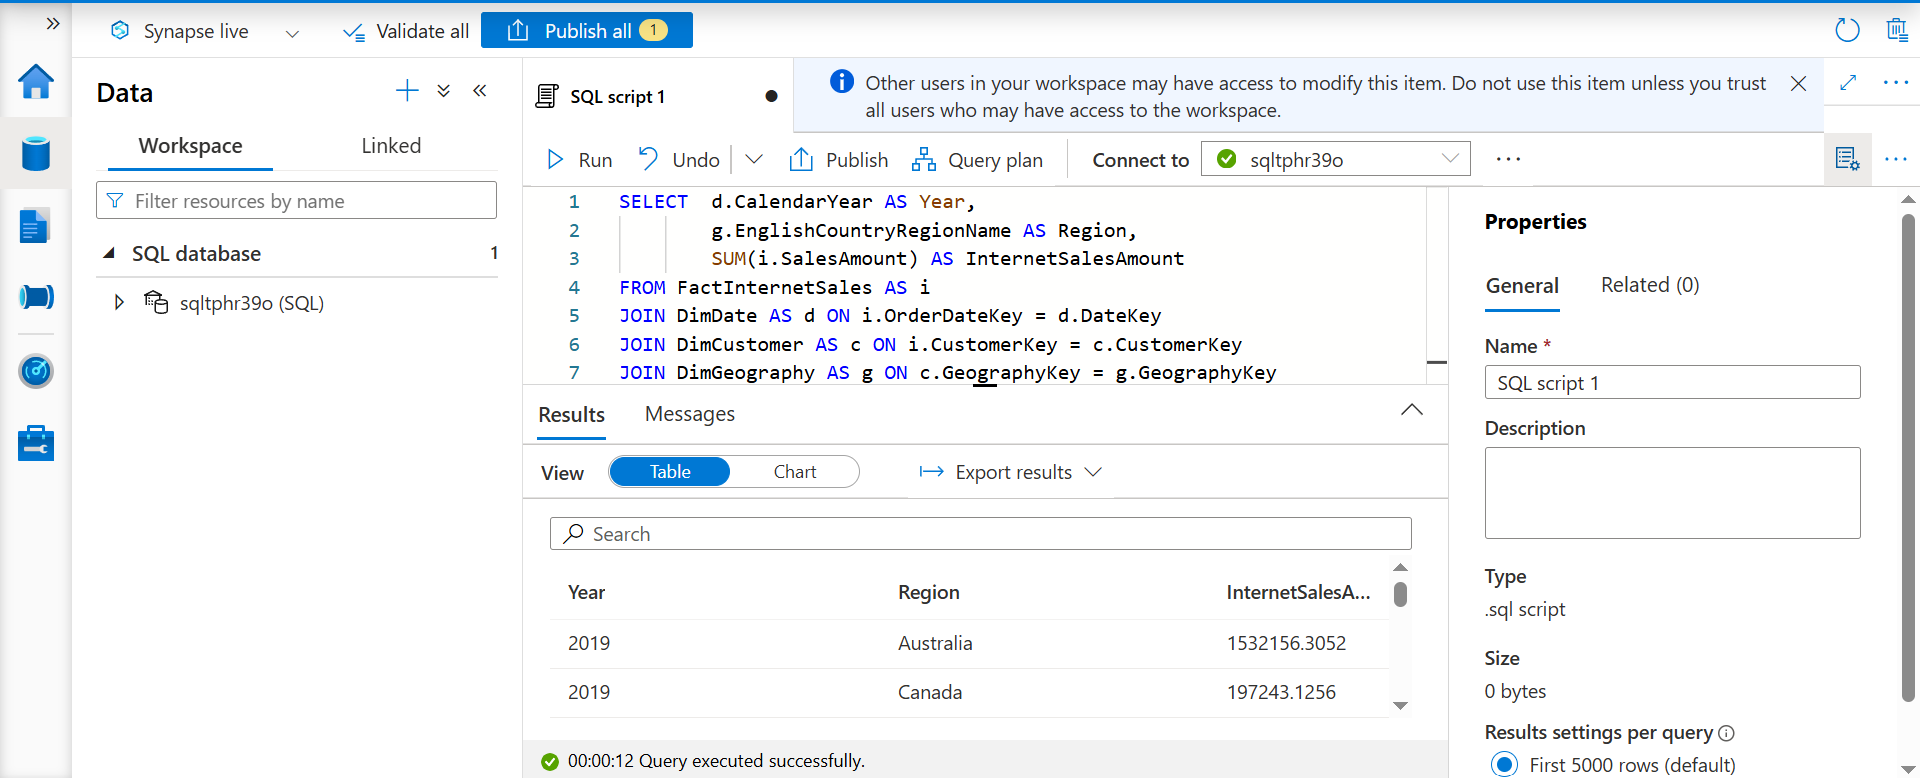 Synapse live
Validate all
Publish all 1
Data
Workspace Linked
Filter resources by name
SQL database 1
sqltphr39o (SQL)
SQL script 1
Other users in your workspace may have access to modify this item. Do not use this item unless you trust
all users who may have access to the workspace.
Run Undo Publish Query plan Connect to sqltphr39o
1 SELECT d.CalendarYear AS Year,
2 g.EnglishCountryRegionName AS Region,
3 SUM(i.SalesAmount) AS InternetSalesAmount
4 FROM FactInternetSales AS i
5 JOIN DimDate AS d ON i.OrderDateKey = d.DateKey
6 JOIN DimCustomer AS c ON i.CustomerKey = c.CustomerKey
7 JOIN DimGeography AS g ON c.GeographyKey = g.GeographyKey
Results Messages
View Table Chart Export results
Search
Year Region InternetSalesA...
2019 Australia 1532156.3052
2019 Canada 197243.1256
00:00:12 Query executed successfully.
Properties
General Related (0)
Name *
SQL script 1
Description
Type
.sql script
Size
0 bytes
Results settings per query
First 5000 rows (default)